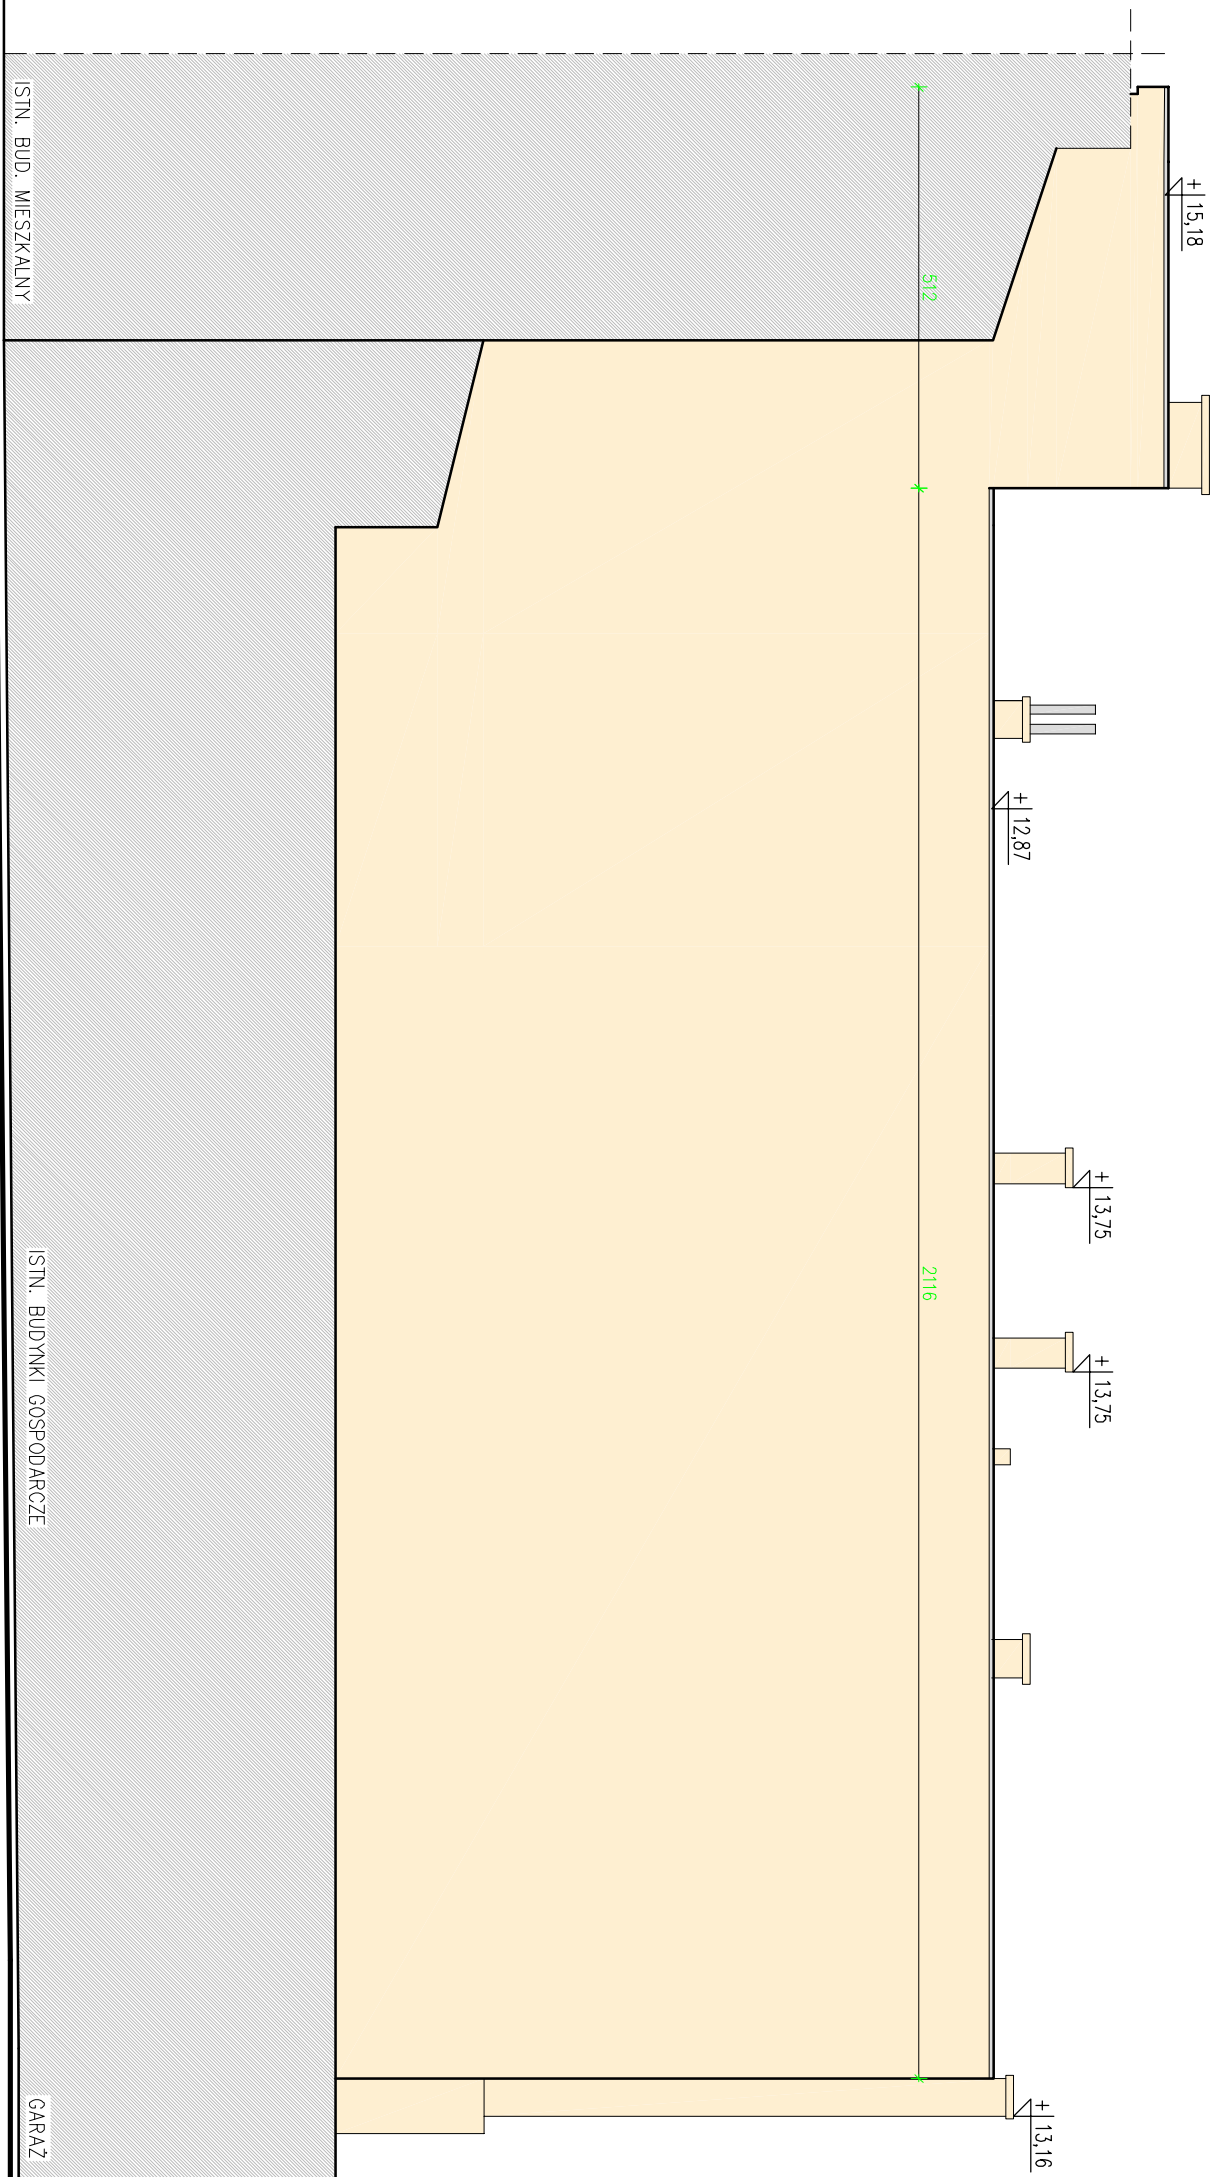 + 15,18
512
+ 12,87
+ 13,75
2116
+ 13,75
+ 13,16
ISTN. BUD. MIESZKALNY
ISTN. BUDYNKI GOSPODARCZE
GARAŻ